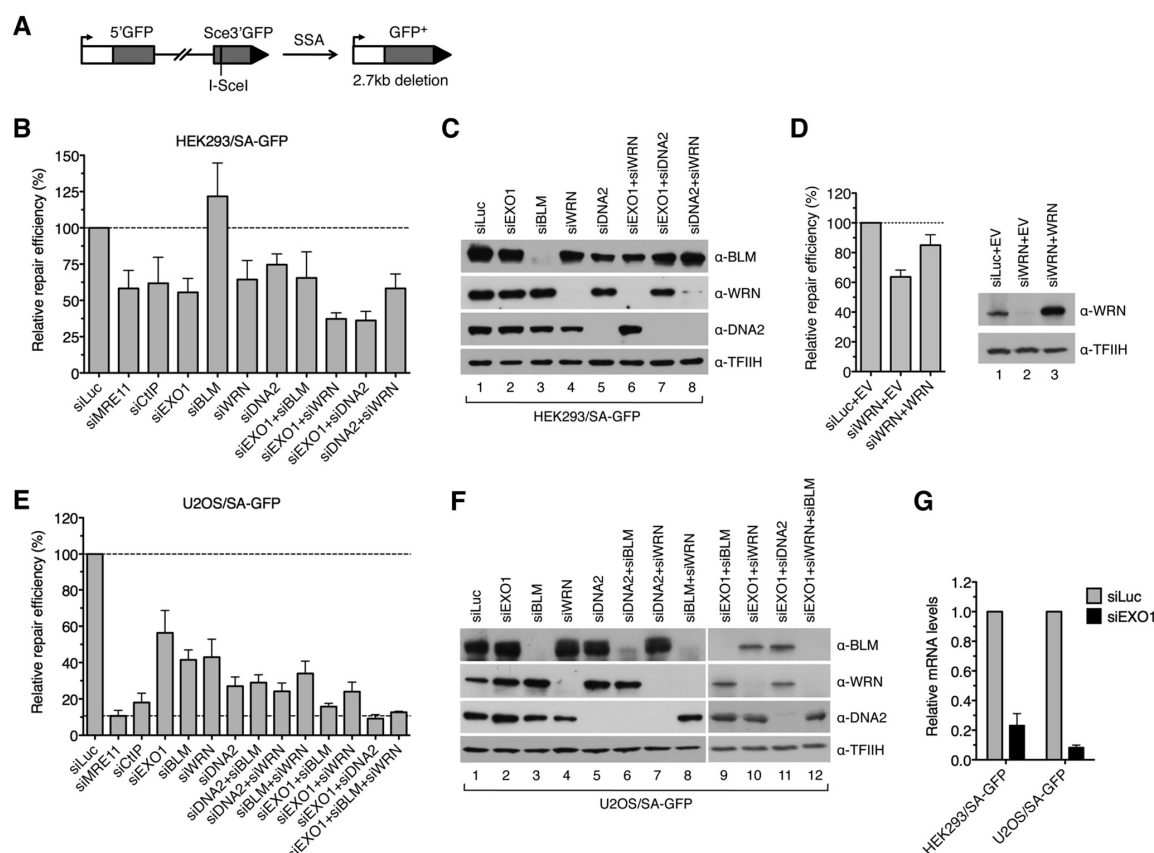 A
5'GFP
Sce3'GFP
SSA
GFP+
I-SceI
2.7kb deletion
B
HEK293/SA-GFP
Relative repair efficiency (%)
150
125
100
75
50
25
0
siLuc
siMRE11
siCtIP
siEXO1
siBLM
siWRN
siDNA2
siEXO1+siBLM
siEXO1+siWRN
siEXO1+siDNA2
siDNA2+siWRN
C
siLuc
siEXO1
siBLM
siWRN
siDNA2
siEXO1+siWRN
siEXO1+siDNA2
siDNA2+siWRN
α-BLM
α-WRN
α-DNA2
α-TFIIH
1 2 3 4 5 6 7 8
HEK293/SA-GFP
D
Relative repair efficiency (%)
100
80
60
40
20
0
siLuc+EV
siWRN+EV
siWRN+WRN
siLuc+EV
siWRN+EV
siWRN+WRN
α-WRN
α-TFIIH
1 2 3
E
U2OS/SA-GFP
Relative repair efficiency (%)
120
100
80
60
40
20
0
siLuc
siMRE11
siCtIP
siEXO1
siBLM
siWRN
siDNA2
siDNA2+siBLM
siDNA2+siWRN
siBLM+siWRN
siEXO1+siBLM
siEXO1+siWRN
siEXO1+siDNA2
siEXO1+siBLM+siWRN
F
siLuc
siEXO1
siBLM
siWRN
siDNA2
siDNA2+siBLM
siDNA2+siWRN
siBLM+siWRN
siEXO1+siBLM
siEXO1+siWRN
siEXO1+siDNA2
siEXO1+siWRN+siBLM
α-BLM
α-WRN
α-DNA2
α-TFIIH
1 2 3 4 5 6 7 8 9 10 11 12
U2OS/SA-GFP
G
Relative mRNA levels
1.2
1.0
0.8
0.6
0.4
0.2
0
siLuc
siEXO1
HEK293/SA-GFP
U2OS/SA-GFP